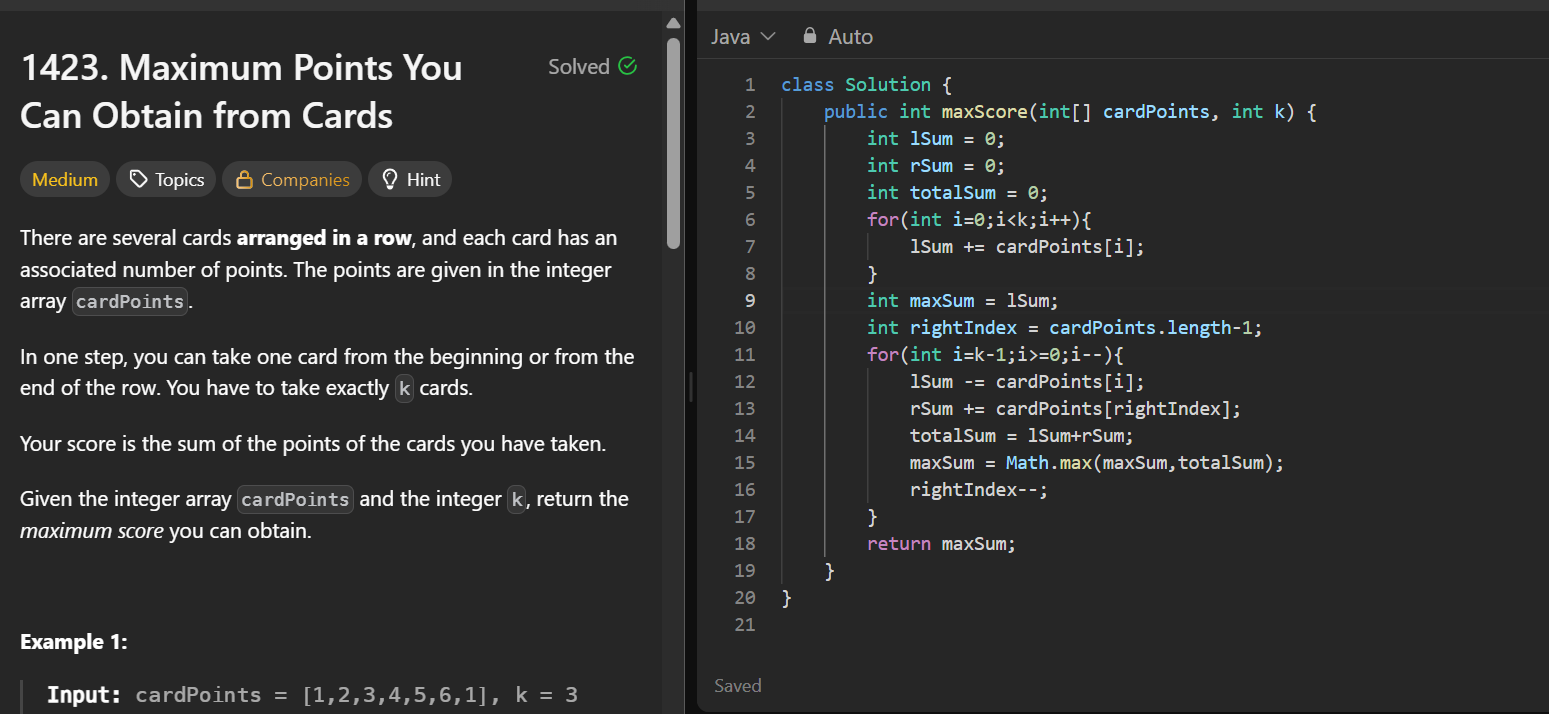 1423. Maximum Points You
Can Obtain from Cards
Solved
Medium Topics Companies Hint
There are several cards arranged in a row, and each card has an
associated number of points. The points are given in the integer
array cardPoints.
In one step, you can take one card from the beginning or from the
end of the row. You have to take exactly k cards.
Your score is the sum of the points of the cards you have taken.
Given the integer array cardPoints and the integer k, return the
maximum score you can obtain.
Example 1:
Input: cardPoints = [1,2,3,4,5,6,1], k = 3
Java Auto
1 class Solution {
2     public int maxScore(int[] cardPoints, int k) {
3         int lSum = 0;
4         int rSum = 0;
5         int totalSum = 0;
6         for(int i=0;i<k;i++){
7             lSum += cardPoints[i];
8         }
9         int maxSum = lSum;
10         int rightIndex = cardPoints.length-1;
11         for(int i=k-1;i>=0;i--){
12             lSum -= cardPoints[i];
13             rSum += cardPoints[rightIndex];
14             totalSum = lSum+rSum;
15             maxSum = Math.max(maxSum,totalSum);
16             rightIndex--;
17         }
18         return maxSum;
19     }
20 }
21
Saved